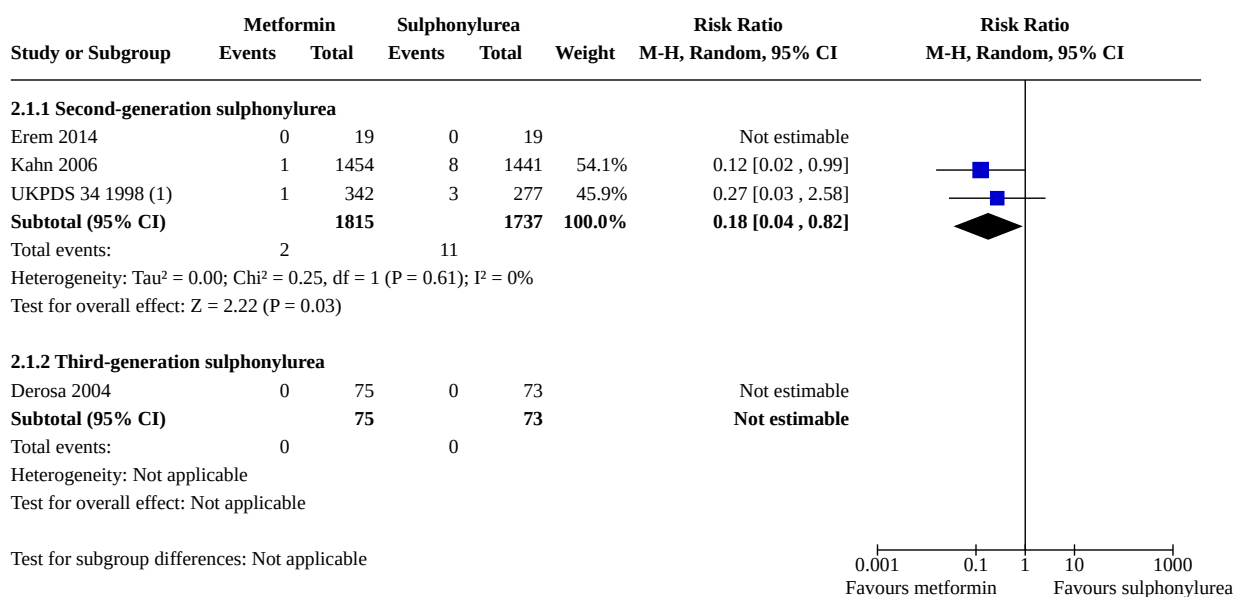 Metformin Sulphonylurea Risk Ratio Risk Ratio
Study or Subgroup Events Total Events Total Weight M-H, Random, 95% CI M-H, Random, 95% CI
2.1.1 Second-generation sulphonylurea
Erem 2014 0 19 0 19 Not estimable
Kahn 2006 1 1454 8 1441 54.1% 0.12 [0.02 , 0.99]
UKPDS 34 1998 (1) 1 342 3 277 45.9% 0.27 [0.03 , 2.58]
Subtotal (95% CI) 1815 1737 100.0% 0.18 [0.04 , 0.82]
Total events: 2 11
Heterogeneity: Tau² = 0.00; Chi² = 0.25, df = 1 (P = 0.61); I² = 0%
Test for overall effect: Z = 2.22 (P = 0.03)
2.1.2 Third-generation sulphonylurea
Derosa 2004 0 75 0 73 Not estimable
Subtotal (95% CI) 75 73 Not estimable
Total events: 0 0
Heterogeneity: Not applicable
Test for overall effect: Not applicable
Test for subgroup differences: Not applicable
0.001 0.1 1 10 1000
Favours metformin Favours sulphonylurea